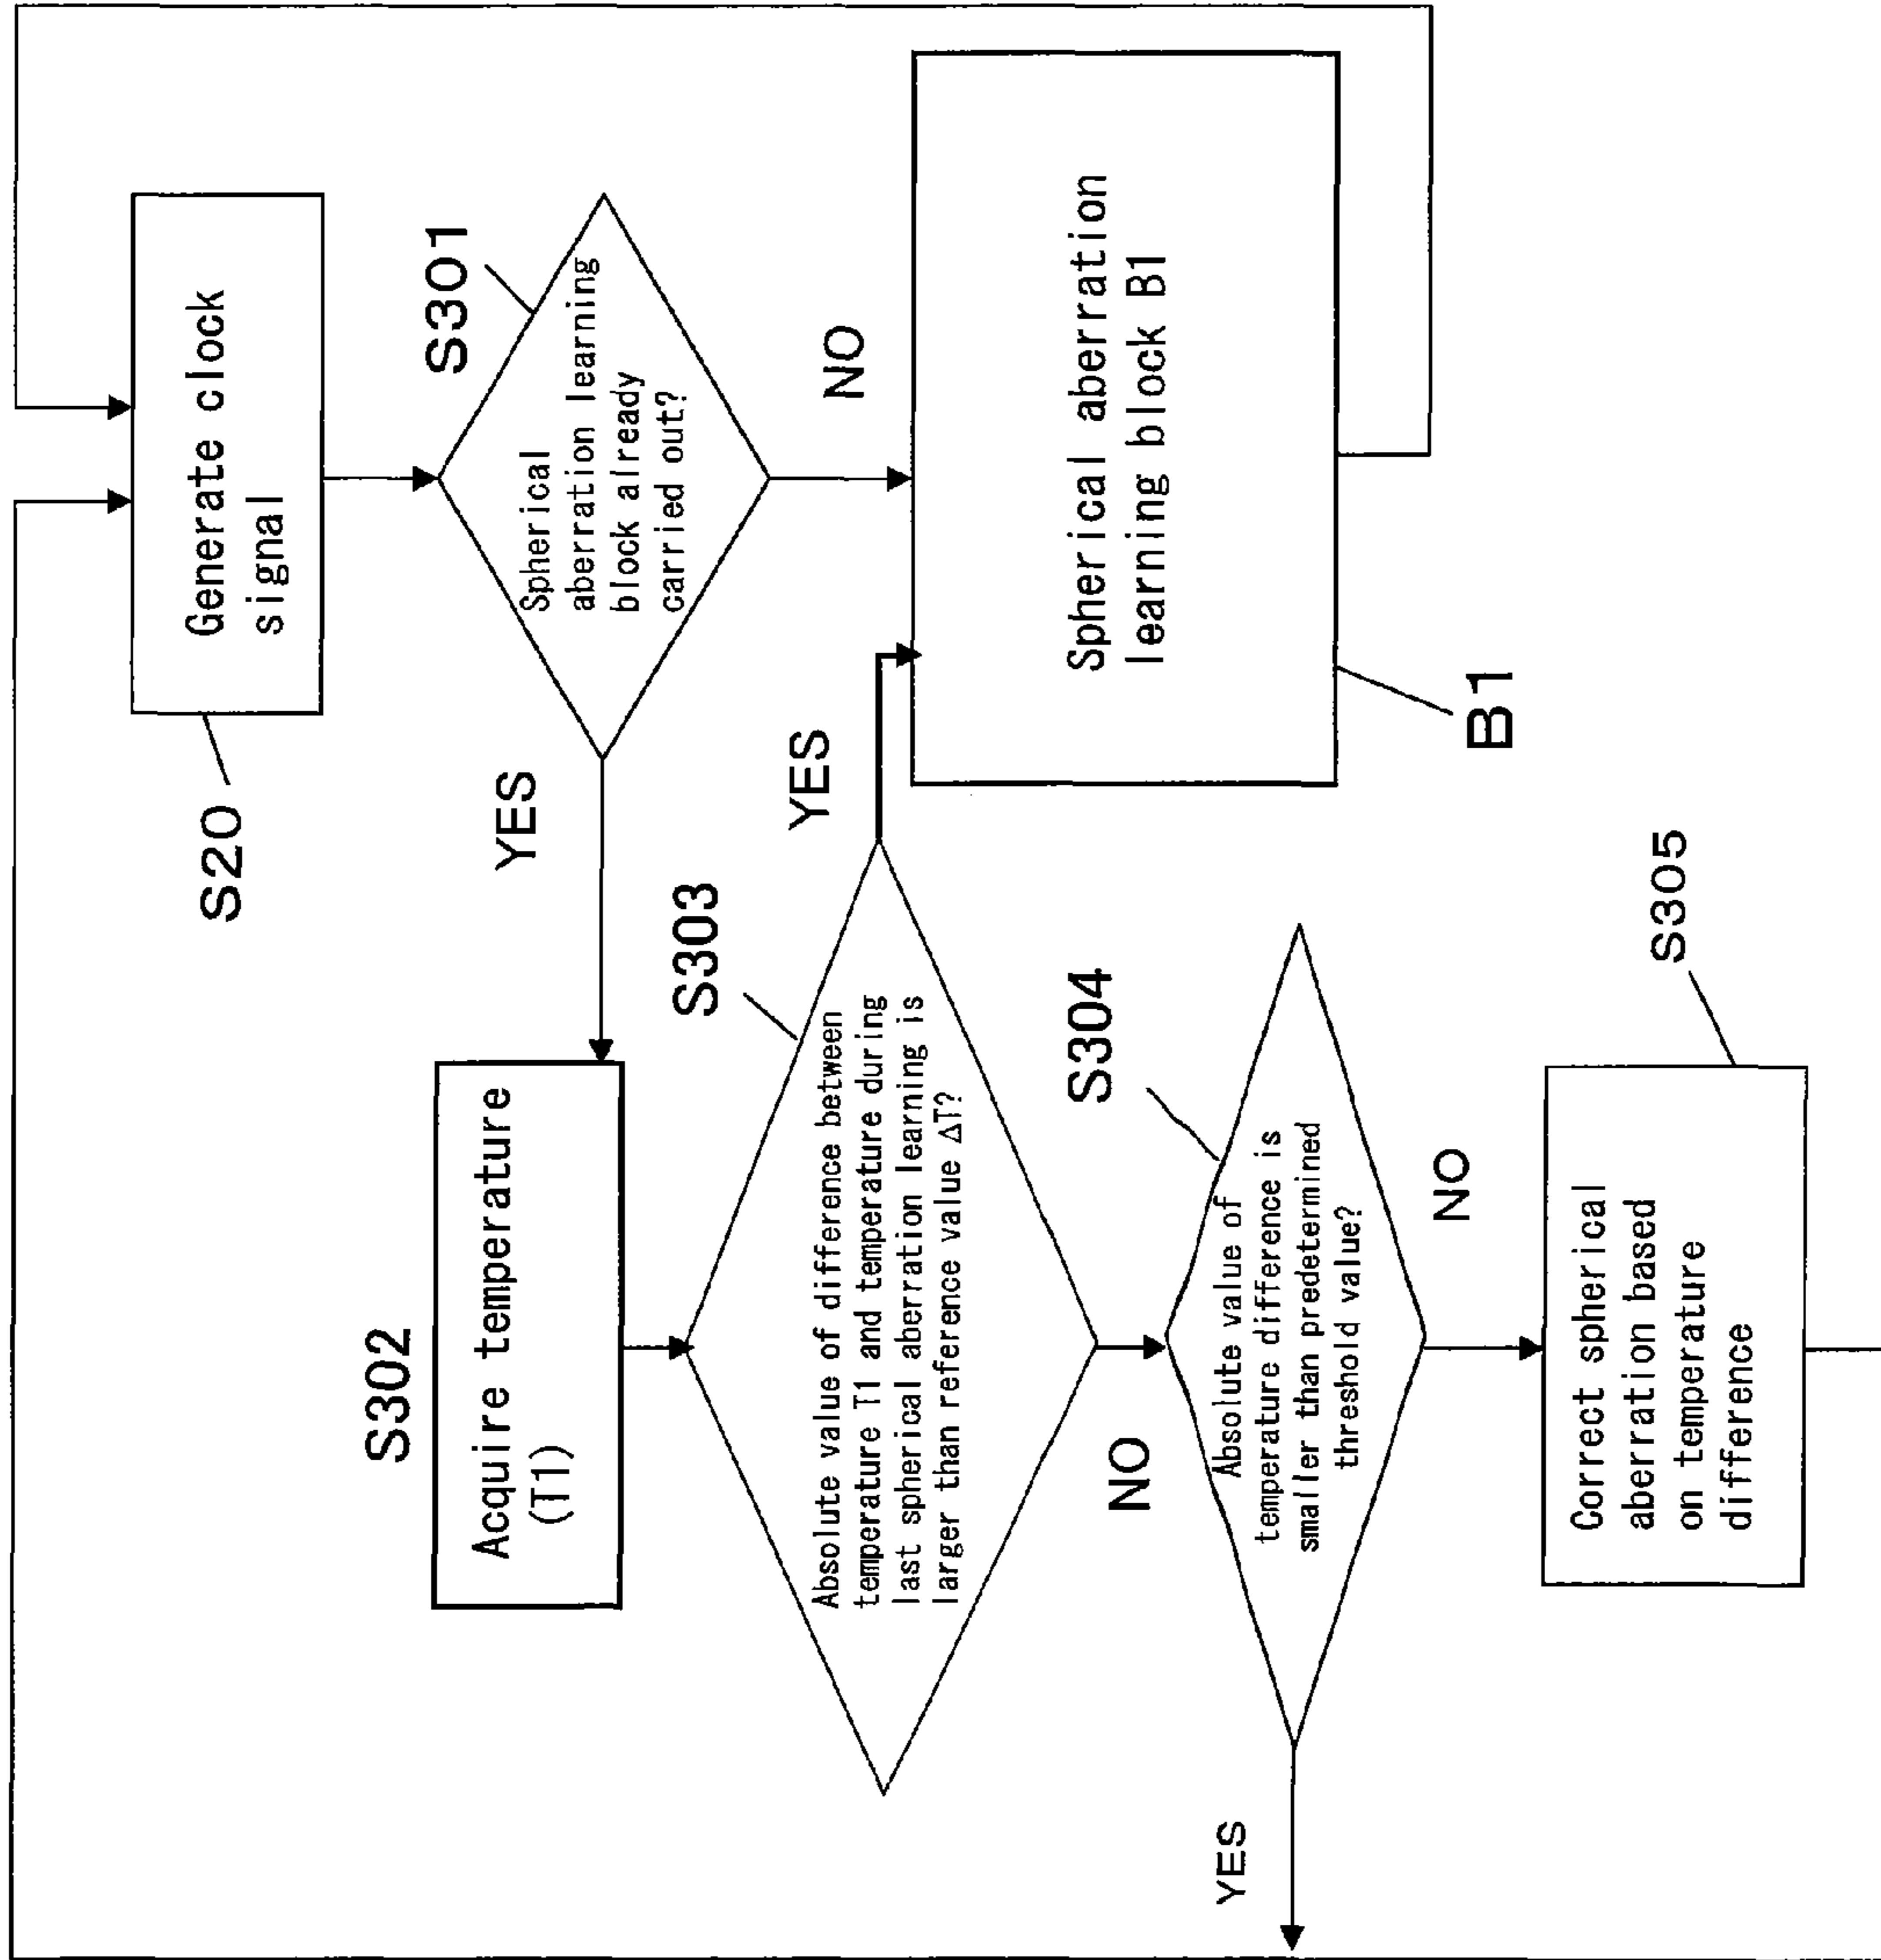 S20
Generate clock
signal
S301
Spherical
aberration learning
block already
carried out?
YES
NO
S302
Acquire temperature
(T1)
S303
Absolute value of difference between
temperature T1 and temperature during
last spherical aberration learning is
larger than reference value ΔT?
YES
NO
Spherical aberration
learning block B1
B1
S304
Absolute value of
temperature difference is
smaller than predetermined
threshold value?
YES
NO
S305
Correct spherical
aberration based
on temperature
difference